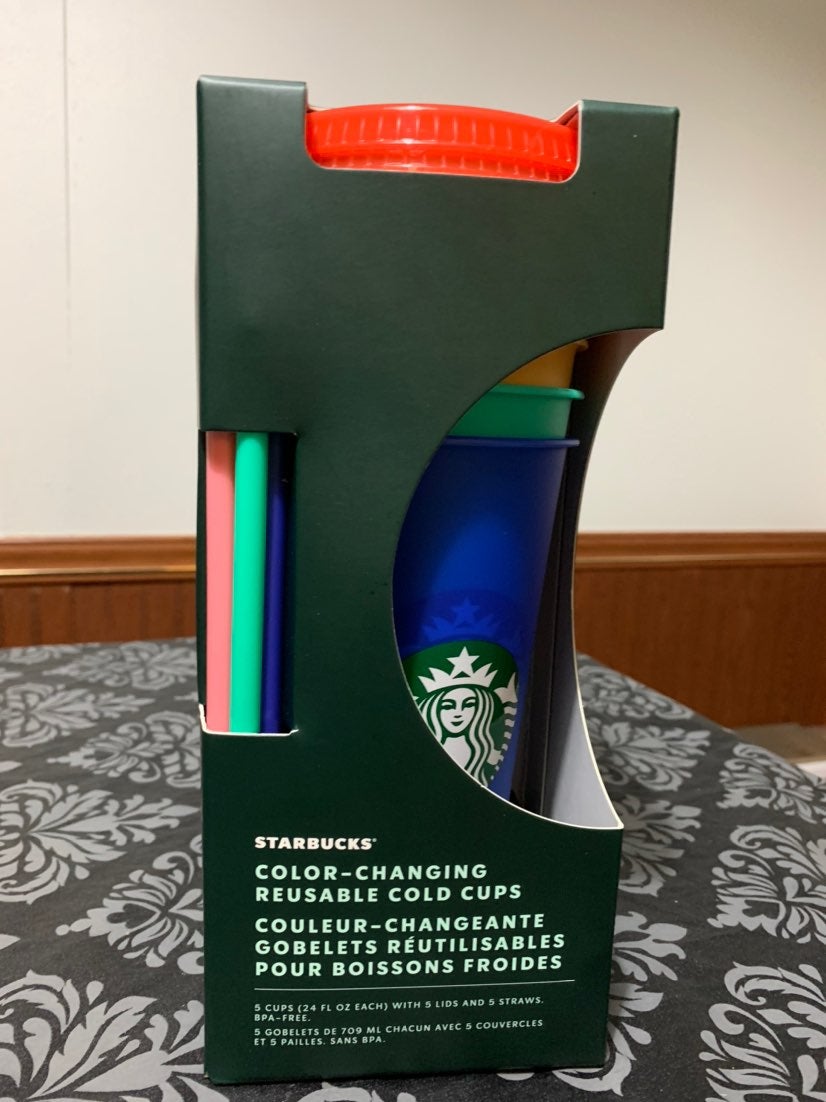 STARBUCKS®
COLOR-CHANGING
REUSABLE COLD CUPS
COULEUR-CHANGEANTE
GOBELETS RÉUTILISABLES
POUR BOISSONS FROIDES
5 CUPS (24 FL OZ EACH) WITH 5 LIDS AND 5 STRAWS.
BPA-FREE.
5 GOBELETS DE 709 ML CHACUN AVEC 5 COUVERCLES
ET 5 PAILLES. SANS BPA.